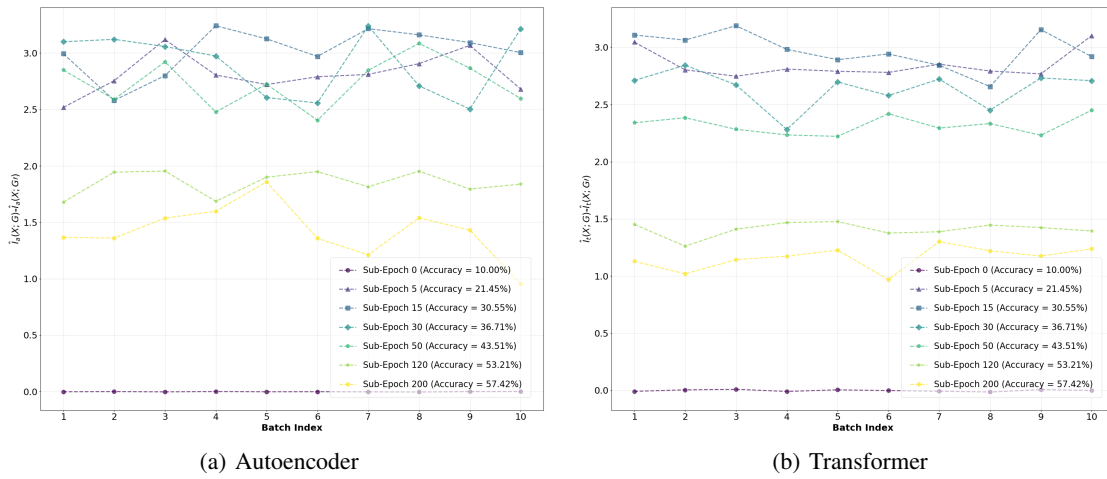 Î_a(X; G)-Î_a(X; Gr)
3.0
2.5
2.0
1.5
1.0
0.5
0.0
Sub-Epoch 0 (Accuracy = 10.00%)
Sub-Epoch 5 (Accuracy = 21.45%)
Sub-Epoch 15 (Accuracy = 30.55%)
Sub-Epoch 30 (Accuracy = 36.71%)
Sub-Epoch 50 (Accuracy = 43.51%)
Sub-Epoch 120 (Accuracy = 53.21%)
Sub-Epoch 200 (Accuracy = 57.42%)
1 2 3 4 5 6 7 8 9 10
Batch Index
(a) Autoencoder
Î_t(X; G)-Î_t(X; Gr)
3.0
2.5
2.0
1.5
1.0
0.5
0.0
Sub-Epoch 0 (Accuracy = 10.00%)
Sub-Epoch 5 (Accuracy = 21.45%)
Sub-Epoch 15 (Accuracy = 30.55%)
Sub-Epoch 30 (Accuracy = 36.71%)
Sub-Epoch 50 (Accuracy = 43.51%)
Sub-Epoch 120 (Accuracy = 53.21%)
Sub-Epoch 200 (Accuracy = 57.42%)
1 2 3 4 5 6 7 8 9 10
Batch Index
(b) Transformer